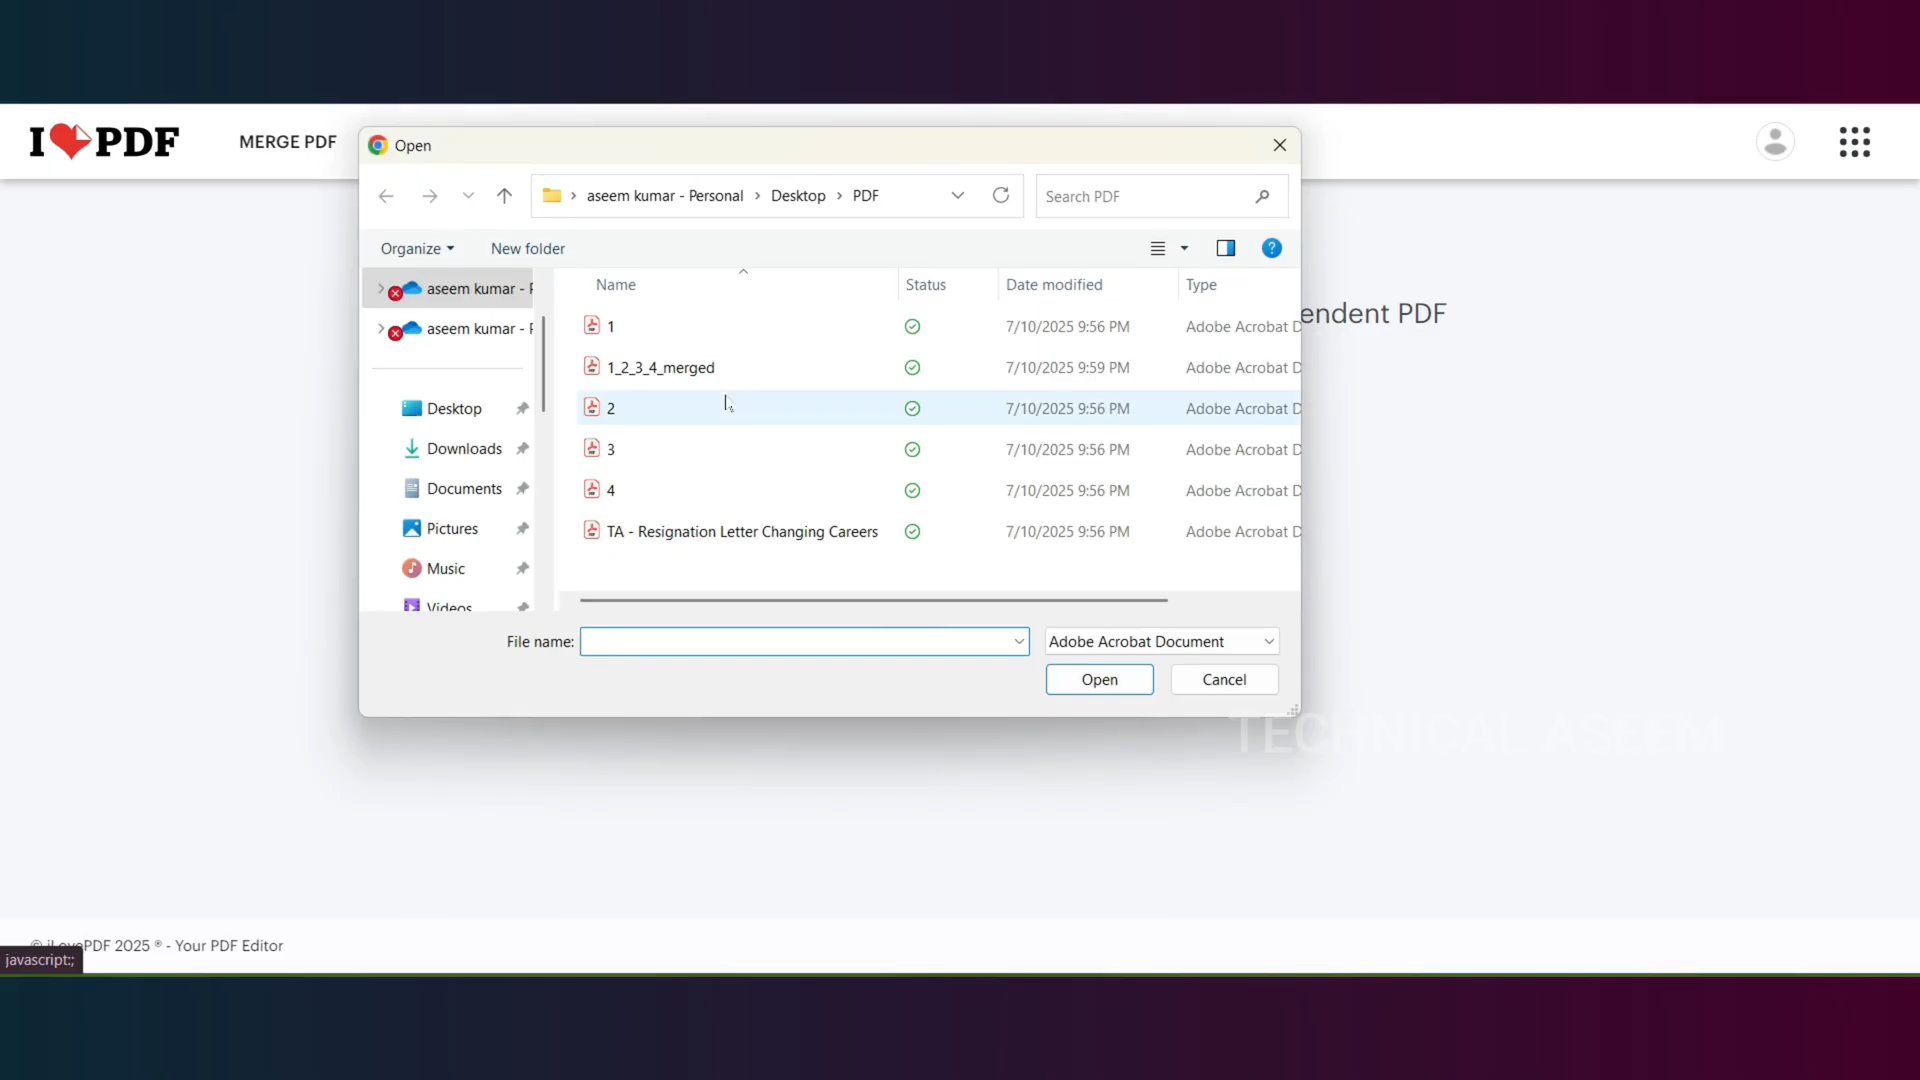 I PDF
MERGE PDF
Open
aseem kumar - Personal > Desktop > PDF
Search PDF
Organize
New folder
aseem kumar - P
aseem kumar - P
Desktop
Downloads
Documents
Pictures
Music
Videos
Name Status Date modified Type
1 7/10/2025 9:56 PM Adobe Acrobat D
1_2_3_4_merged 7/10/2025 9:59 PM Adobe Acrobat D
2 7/10/2025 9:56 PM Adobe Acrobat D
3 7/10/2025 9:56 PM Adobe Acrobat D
4 7/10/2025 9:56 PM Adobe Acrobat D
TA - Resignation Letter Changing Careers 7/10/2025 9:56 PM Adobe Acrobat D
endent PDF
File name:
Adobe Acrobat Document
Open
Cancel
TECHNICAL ASEEM
© iLovePDF 2025 ® - Your PDF Editor
javascript:;